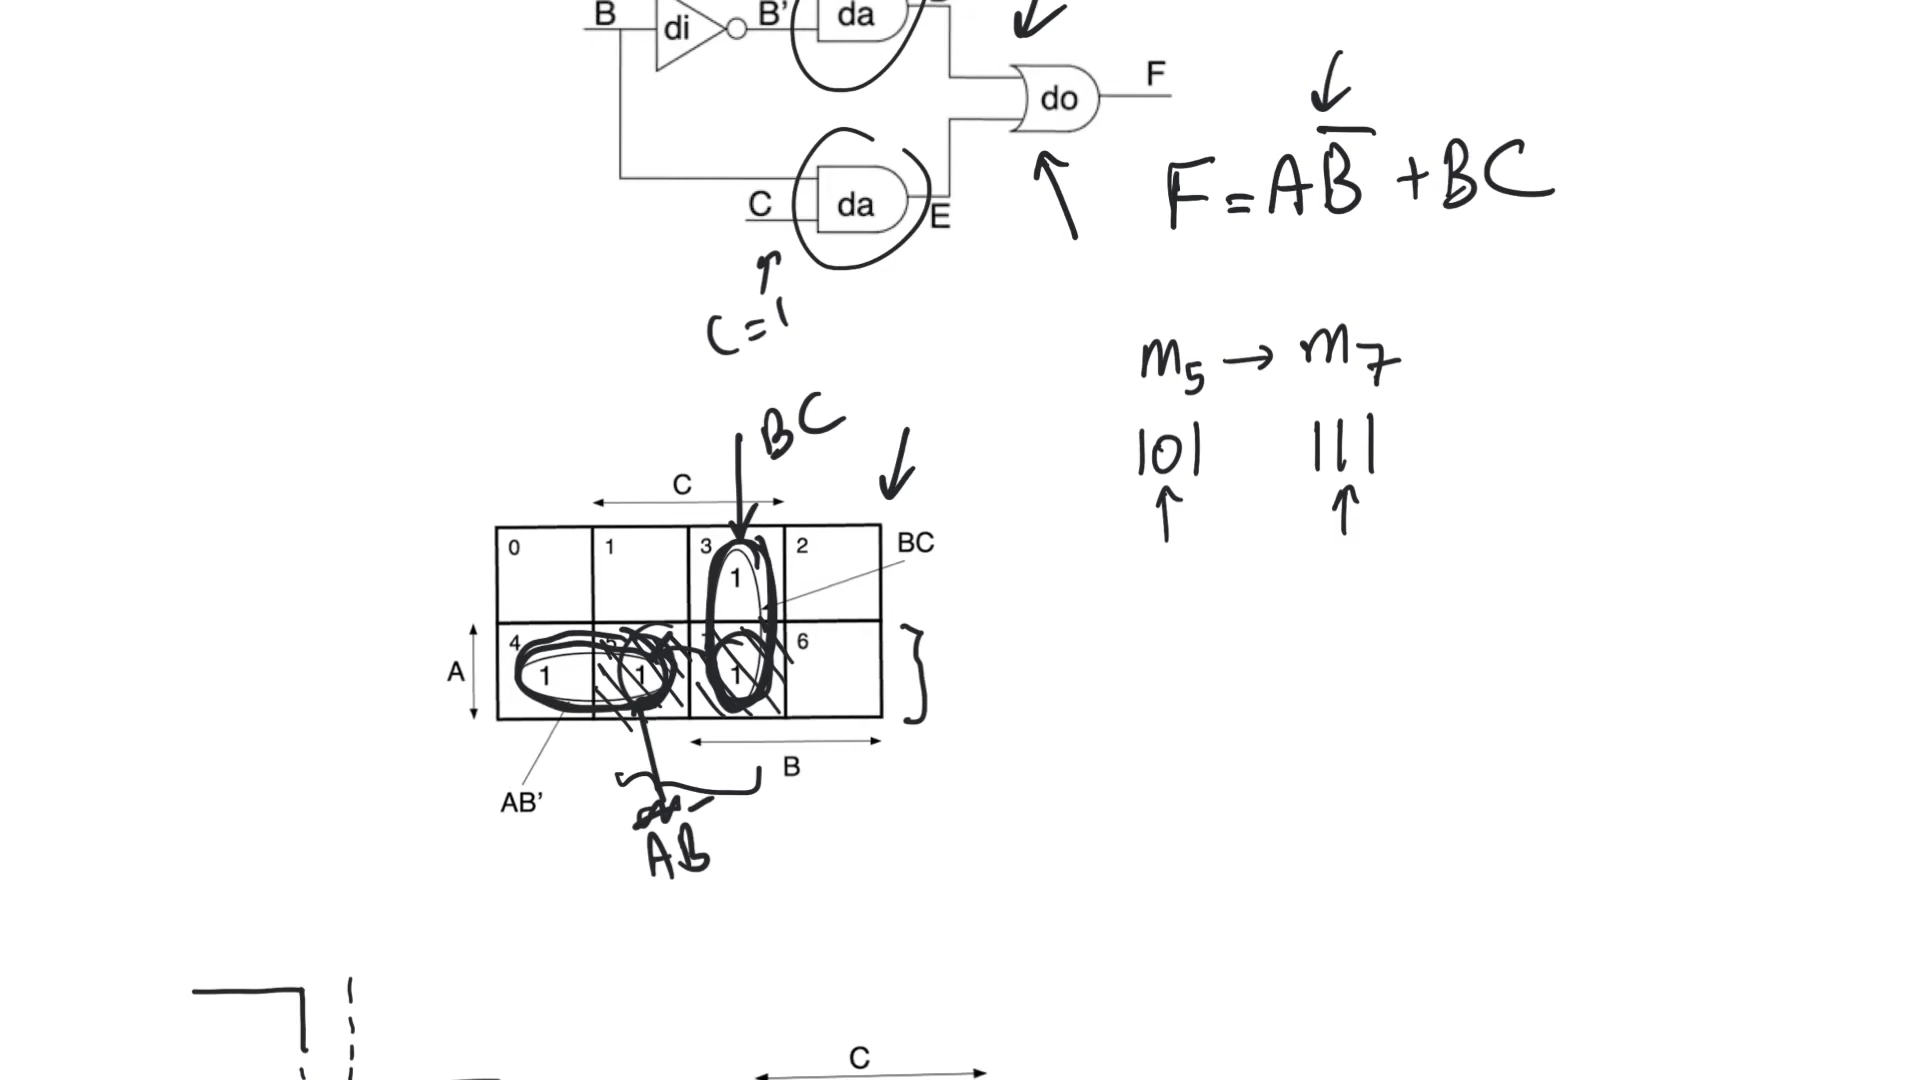 B di B’ da
do F
F = AB̅ + BC
C da E
C = 1
m5 → m7
101 111
BC
C
0 1 3 2 BC
1
4 6
A 1 1 1
B
AB’
AB̅
C